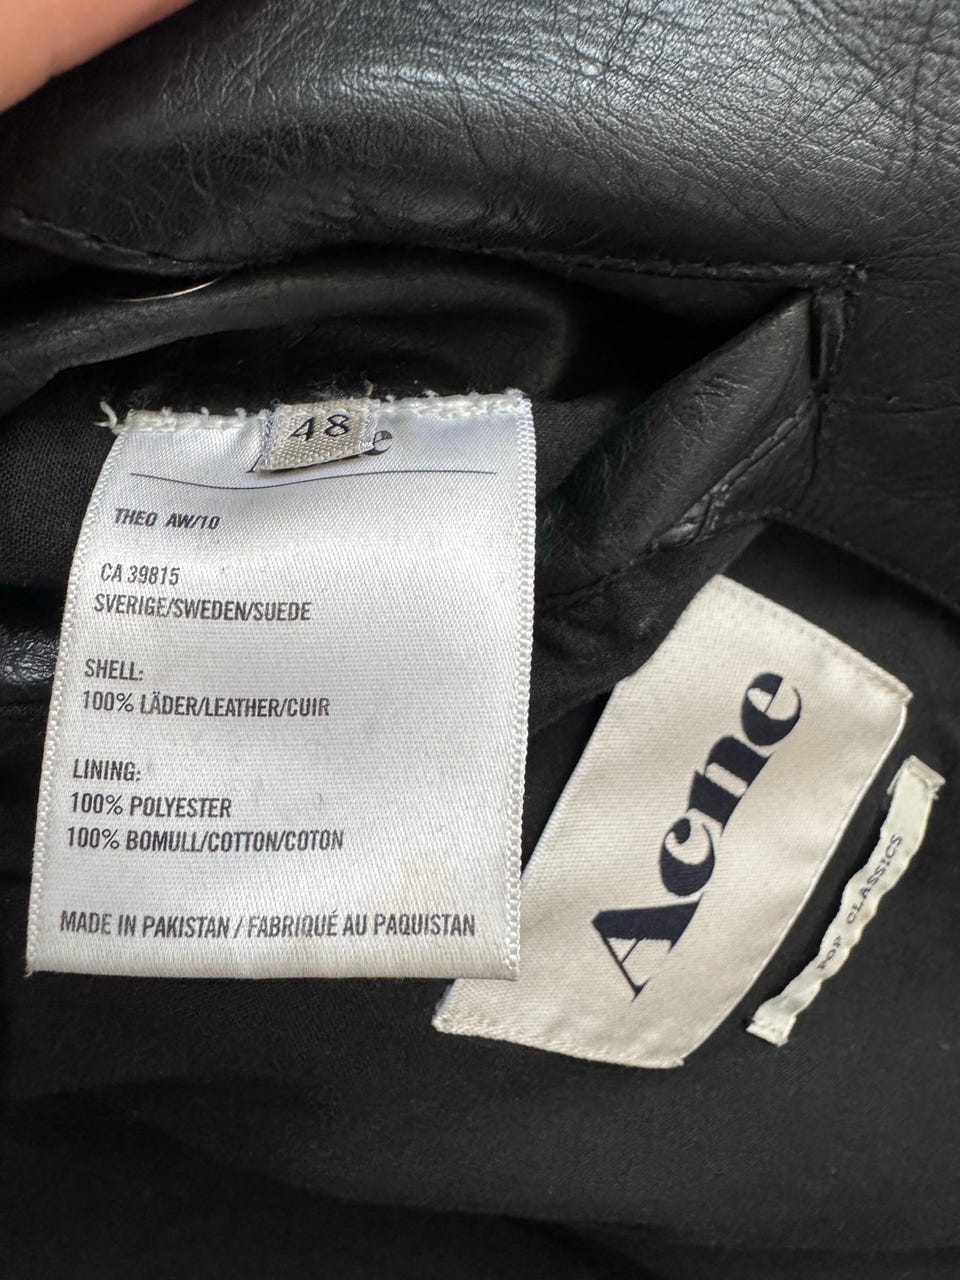 48
THEO AW/10
CA 39815
SVERIGE/SWEDEN/SUEDE
SHELL:
100% LÄDER/LEATHER/CUIR
LINING:
100% POLYESTER
100% BOMULL/COTTON/COTON
MADE IN PAKISTAN / FABRIQUÉ AU PAQUISTAN
Acne
POP CLASSICS